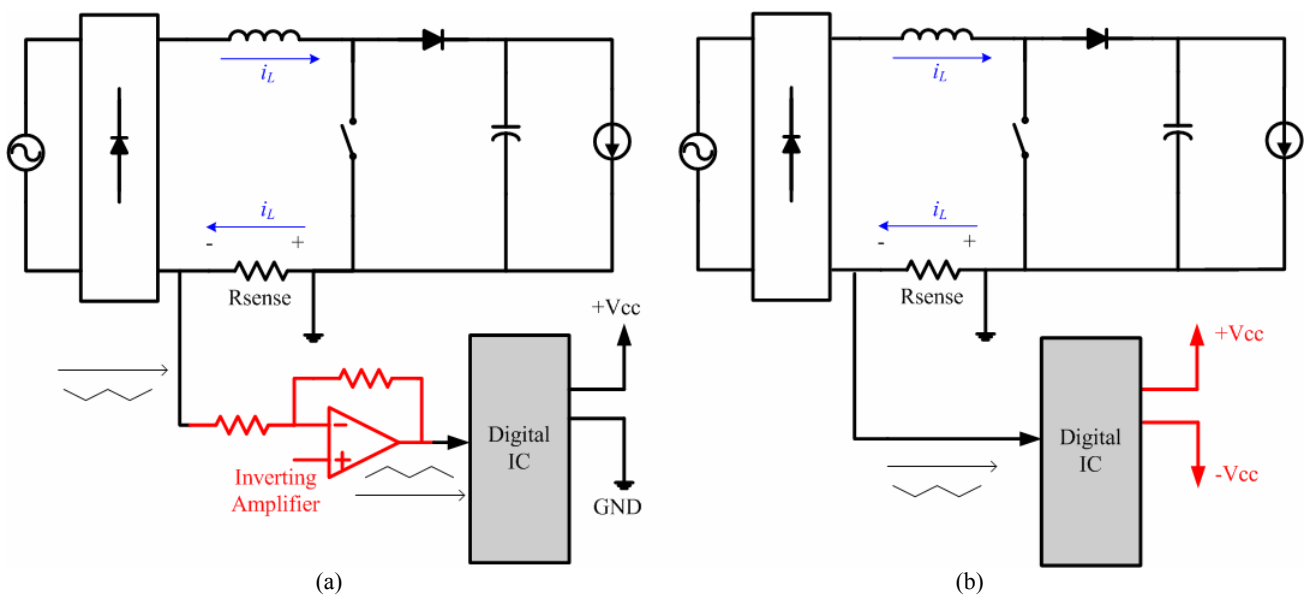 iL
iL
- +
Rsense
+Vcc
Digital
IC
Inverting
Amplifier
- 
+
GND
(a)
iL
iL
- +
Rsense
+Vcc
Digital
IC
-Vcc
(b)